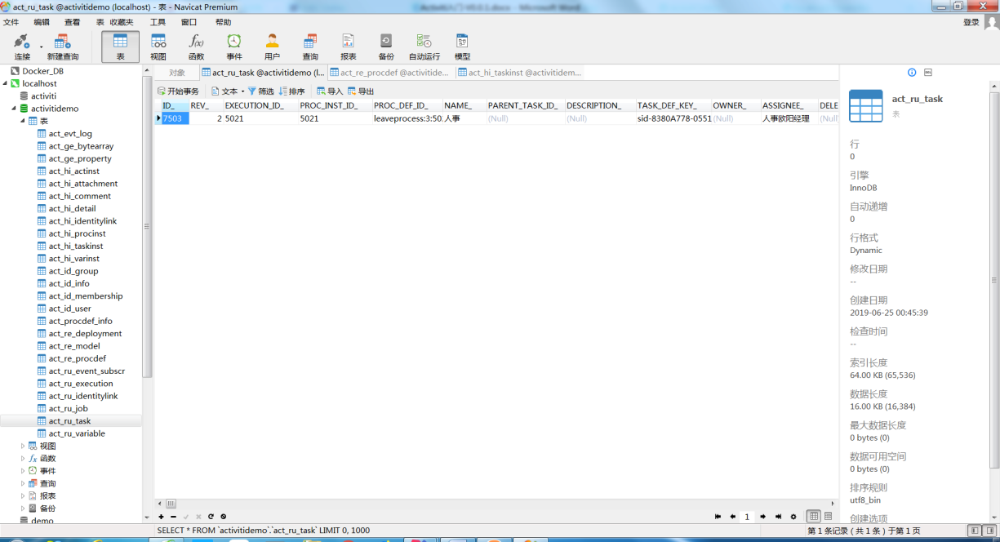 act_ru_task @activitidemo (localhost) - 表 - Navicat Premium
文件 编辑 查看 表 收藏夹 工具 窗口 帮助 登录
连接 新建查询 表 视图 函数 事件 用户 查询 报表 备份 自动运行 模型
对象 act_ru_task @activitidemo (l... act_re_procdef @activitide... act_hi_taskinst @activitidem...
开始事务 文本 筛选 排序 导入 导出
ID_ REV_ EXECUTION_ID_ PROC_INST_ID_ PROC_DEF_ID_ NAME_ PARENT_TASK_ID_ DESCRIPTION_ TASK_DEF_KEY_ OWNER_ ASSIGNEE_ DELE
7503 2 5021 5021 leaveprocess:3:50 人事 (Null) (Null) sid-8380A778-0551 (Null) 人事欧阳经理 (Null)
Docker_DB
localhost
activiti
activitidemo
表
act_evt_log
act_ge_bytearray
act_ge_property
act_hi_actinst
act_hi_attachment
act_hi_comment
act_hi_detail
act_hi_identitylink
act_hi_procinst
act_hi_taskinst
act_hi_varinst
act_id_group
act_id_info
act_id_membership
act_id_user
act_procdef_info
act_re_deployment
act_re_model
act_re_procdef
act_ru_event_subscr
act_ru_execution
act_ru_identitylink
act_ru_job
act_ru_task
act_ru_variable
视图
函数
事件
查询
报表
备份
demo
act_ru_task
表
行
0
引擎
InnoDB
自动递增
0
行格式
Dynamic
修改日期
--
创建日期
2019-06-25 00:45:39
检查时间
--
索引长度
64.00 KB (65,536)
数据长度
16.00 KB (16,384)
最大数据长度
0 bytes (0)
数据可用空间
0 bytes (0)
排序规则
utf8_bin
创建选项
1
SELECT * FROM `activitidemo`.`act_ru_task` LIMIT 0, 1000
第 1 条记录 ( 共 1 条 ) 于第 1 页